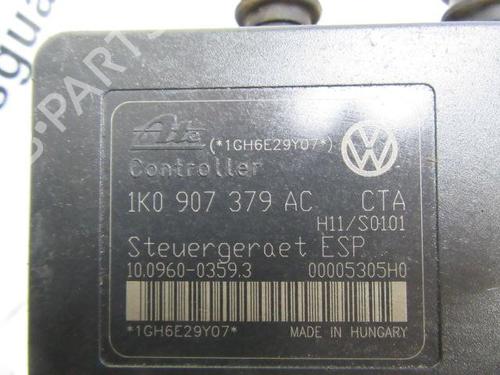 Ate (*1GH6E29Y07*)
Controller
1K0 907 379 AC CTA
H11/S0101
Steuergeraet ESP
10.0960-0359.3 00005305H0
*1GH6E29Y07* MADE IN HUNGARY